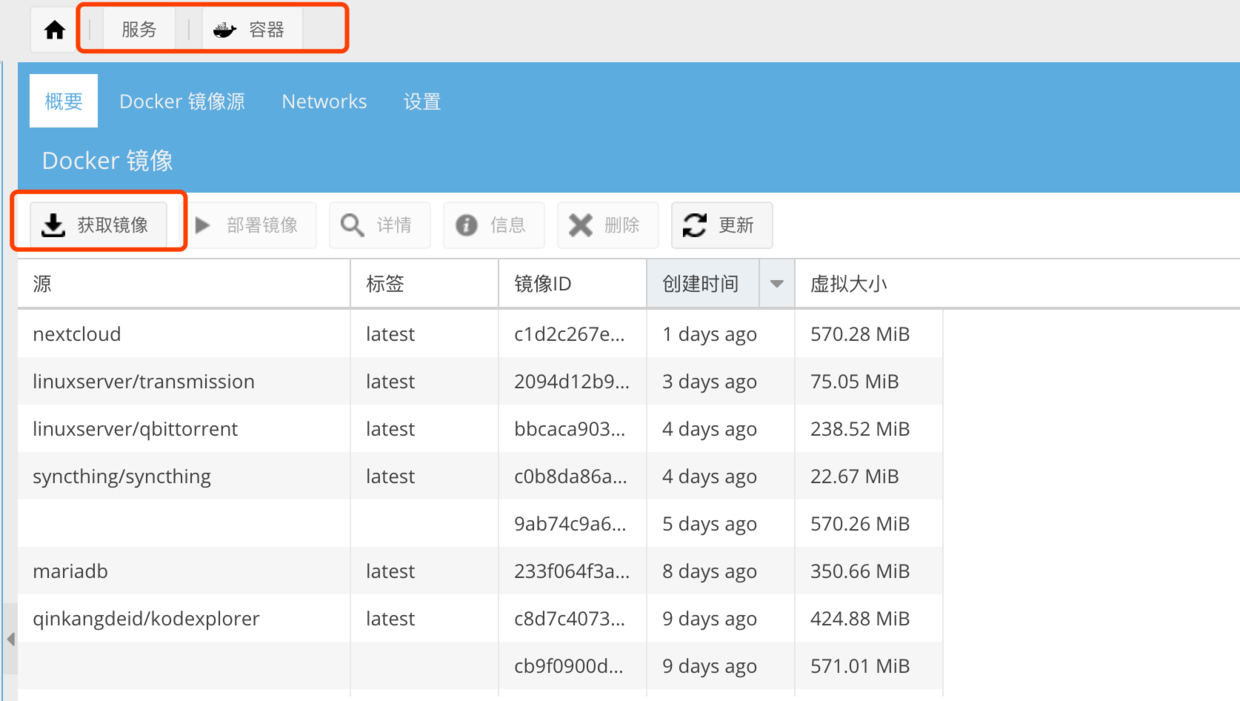 服务 容器
概要 Docker 镜像源 Networks 设置
Docker 镜像
获取镜像 部署镜像 详情 信息 删除 更新
源 标签 镜像ID 创建时间 虚拟大小
nextcloud latest c1d2c267e... 1 days ago 570.28 MiB
linuxserver/transmission latest 2094d12b9... 3 days ago 75.05 MiB
linuxserver/qbittorrent latest bbcaca903... 4 days ago 238.52 MiB
syncthing/syncthing latest c0b8da86a... 4 days ago 22.67 MiB
9ab74c9a6... 5 days ago 570.26 MiB
mariadb latest 233f064f3a... 8 days ago 350.66 MiB
qinkangdeid/kodexplorer latest c8d7c4073... 9 days ago 424.88 MiB
cb9f0900d... 9 days ago 571.01 MiB